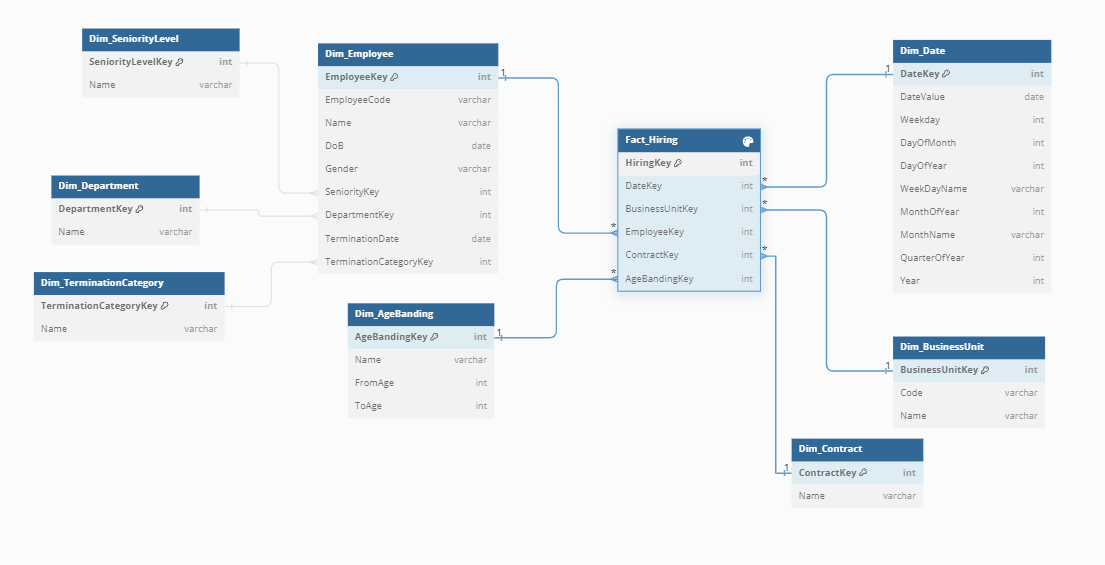 Dim_SeniorityLevel
SeniorityLevelKey int
Name varchar
Dim_Department
DepartmentKey int
Name varchar
Dim_TerminationCategory
TerminationCategoryKey int
Name varchar
Dim_Employee
EmployeeKey int
EmployeeCode varchar
Name varchar
DoB date
Gender varchar
SeniorityKey int
DepartmentKey int
TerminationDate date
TerminationCategoryKey int
1
*
Dim_AgeBanding
AgeBandingKey int
Name varchar
FromAge int
ToAge int
1
*
Fact_Hiring
HiringKey int
DateKey int
BusinessUnitKey int
EmployeeKey int
ContractKey int
AgeBandingKey int
*
*
*
1
Dim_Date
DateKey int
DateValue date
Weekday int
DayOfMonth int
DayOfYear int
WeekDayName varchar
MonthOfYear int
MonthName varchar
QuarterOfYear int
Year int
1
Dim_BusinessUnit
BusinessUnitKey int
Code varchar
Name varchar
1
Dim_Contract
ContractKey int
Name varchar